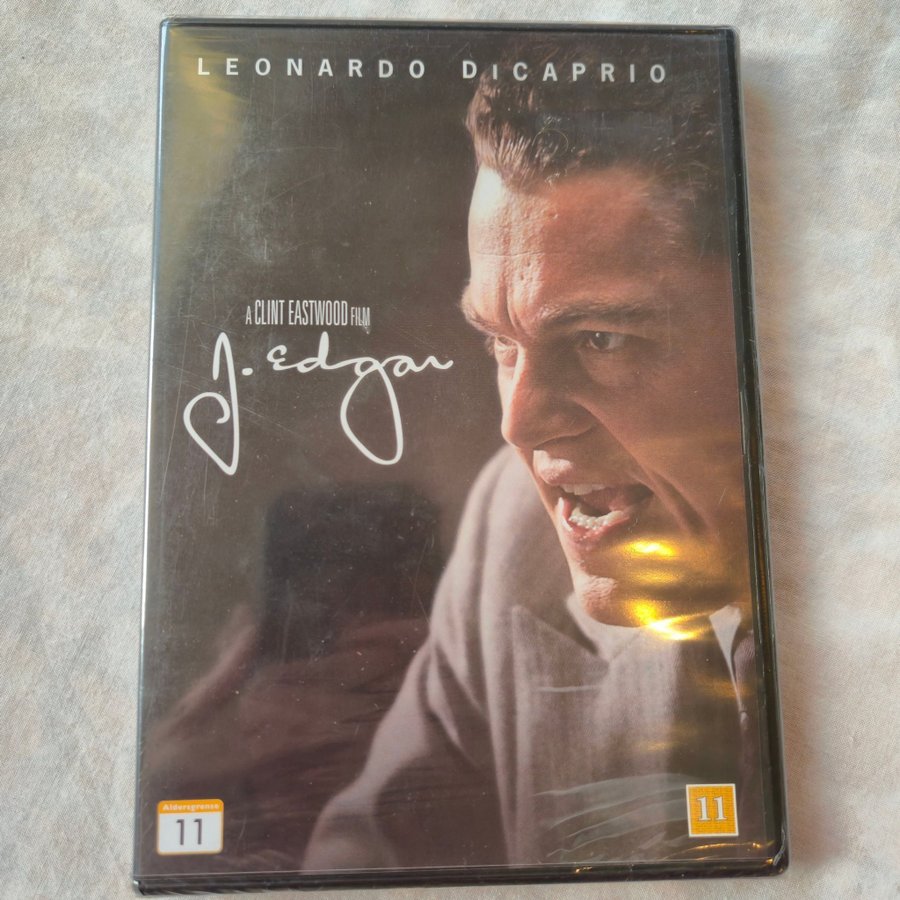 LEONARDO DiCAPRIO
A CLINT EASTWOOD FILM
J. Edgar
Aldersgrense
11
11